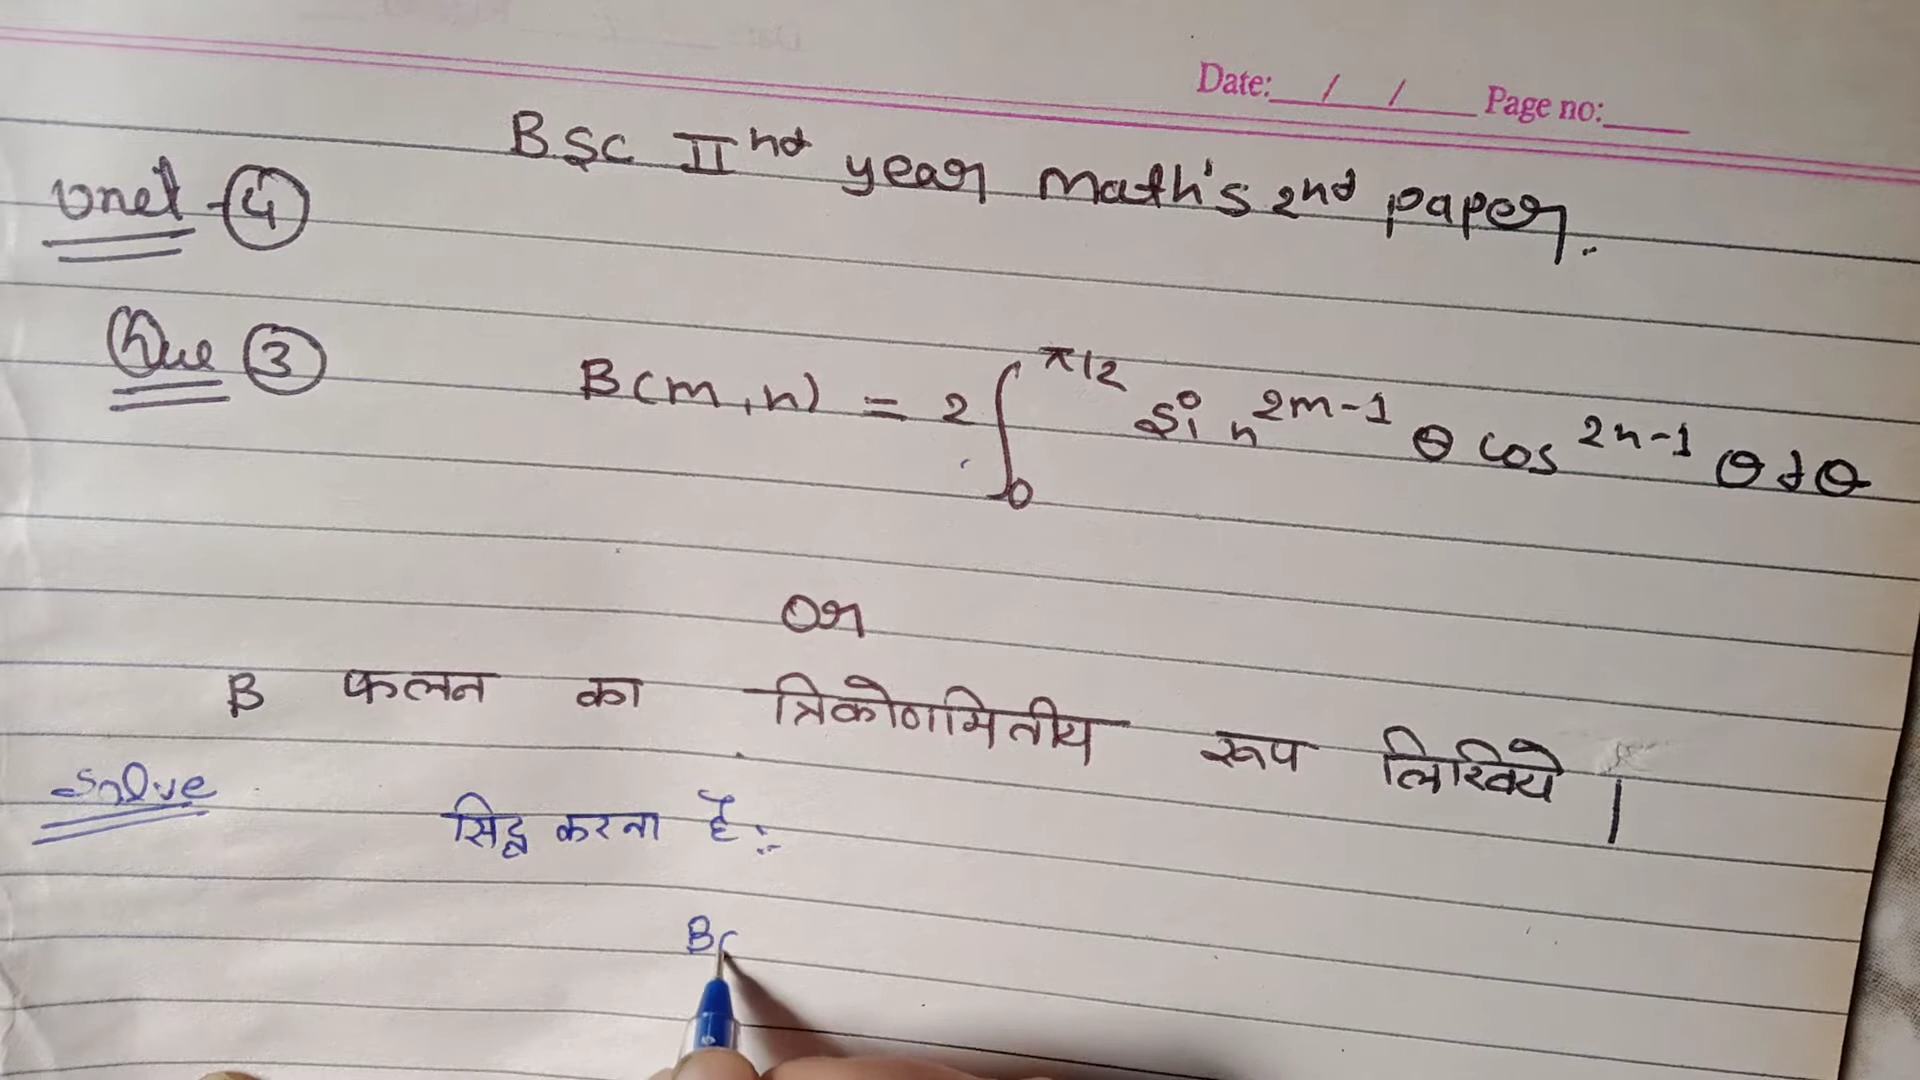 Date: / / Page no:
BSC IInd year math's 2nd paper.
Unet-4
Que 3 B(m,n) = 2∫₀^π/2 sin^2m-1 θ cos^2n-1 θ dθ
Or
B फलन का त्रिकोणमितीय रूप लिखिये |
Solve सिद्ध करना है:
B(